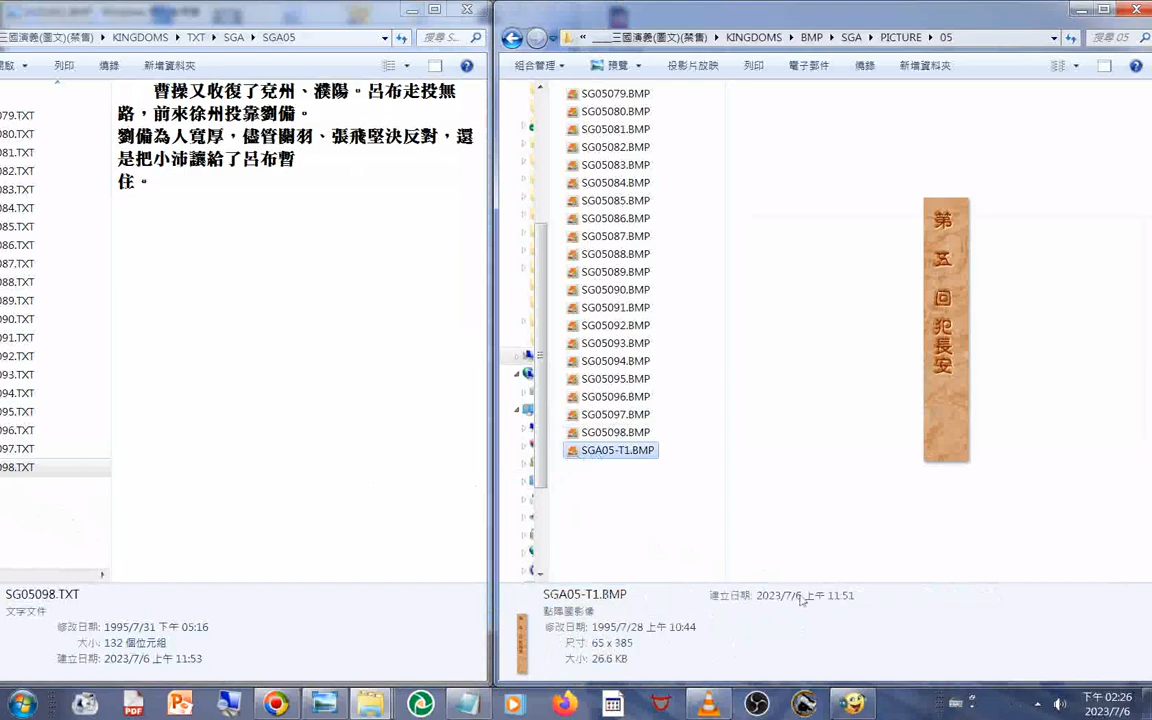 三國演義(圖文)(禁售) ▸ KINGDOMS ▸ TXT ▸ SGA ▸ SGA05
搜尋 S...
列印 燒錄 新增資料夾
079.TXT
080.TXT
081.TXT
082.TXT
083.TXT
084.TXT
085.TXT
086.TXT
087.TXT
088.TXT
089.TXT
090.TXT
091.TXT
092.TXT
093.TXT
094.TXT
095.TXT
096.TXT
097.TXT
098.TXT
曹操又收復了兗州、濮陽。呂布走投無
路，前來徐州投靠劉備。
劉備為人寬厚，儘管關羽、張飛堅決反對，還
是把小沛讓給了呂布暫
住。
SG05098.TXT
文字文件
修改日期: 1995/7/31 下午 05:16
大小: 132 個位元組
建立日期: 2023/7/6 上午 11:53
« ____三國演義(圖文)(禁售) ▸ KINGDOMS ▸ BMP ▸ SGA ▸ PICTURE ▸ 05
搜尋 05
組合管理 預覽 投影片放映 列印 電子郵件 燒錄 新增資料夾
SG05079.BMP
SG05080.BMP
SG05081.BMP
SG05082.BMP
SG05083.BMP
SG05084.BMP
SG05085.BMP
SG05086.BMP
SG05087.BMP
SG05088.BMP
SG05089.BMP
SG05090.BMP
SG05091.BMP
SG05092.BMP
SG05093.BMP
SG05094.BMP
SG05095.BMP
SG05096.BMP
SG05097.BMP
SG05098.BMP
SGA05-T1.BMP
第五回犯長安
SGA05-T1.BMP
點陣圖影像
建立日期: 2023/7/6 上午 11:51
修改日期: 1995/7/28 上午 10:44
尺寸: 65 x 385
大小: 26.6 KB
PDF
下午 02:26
2023/7/6